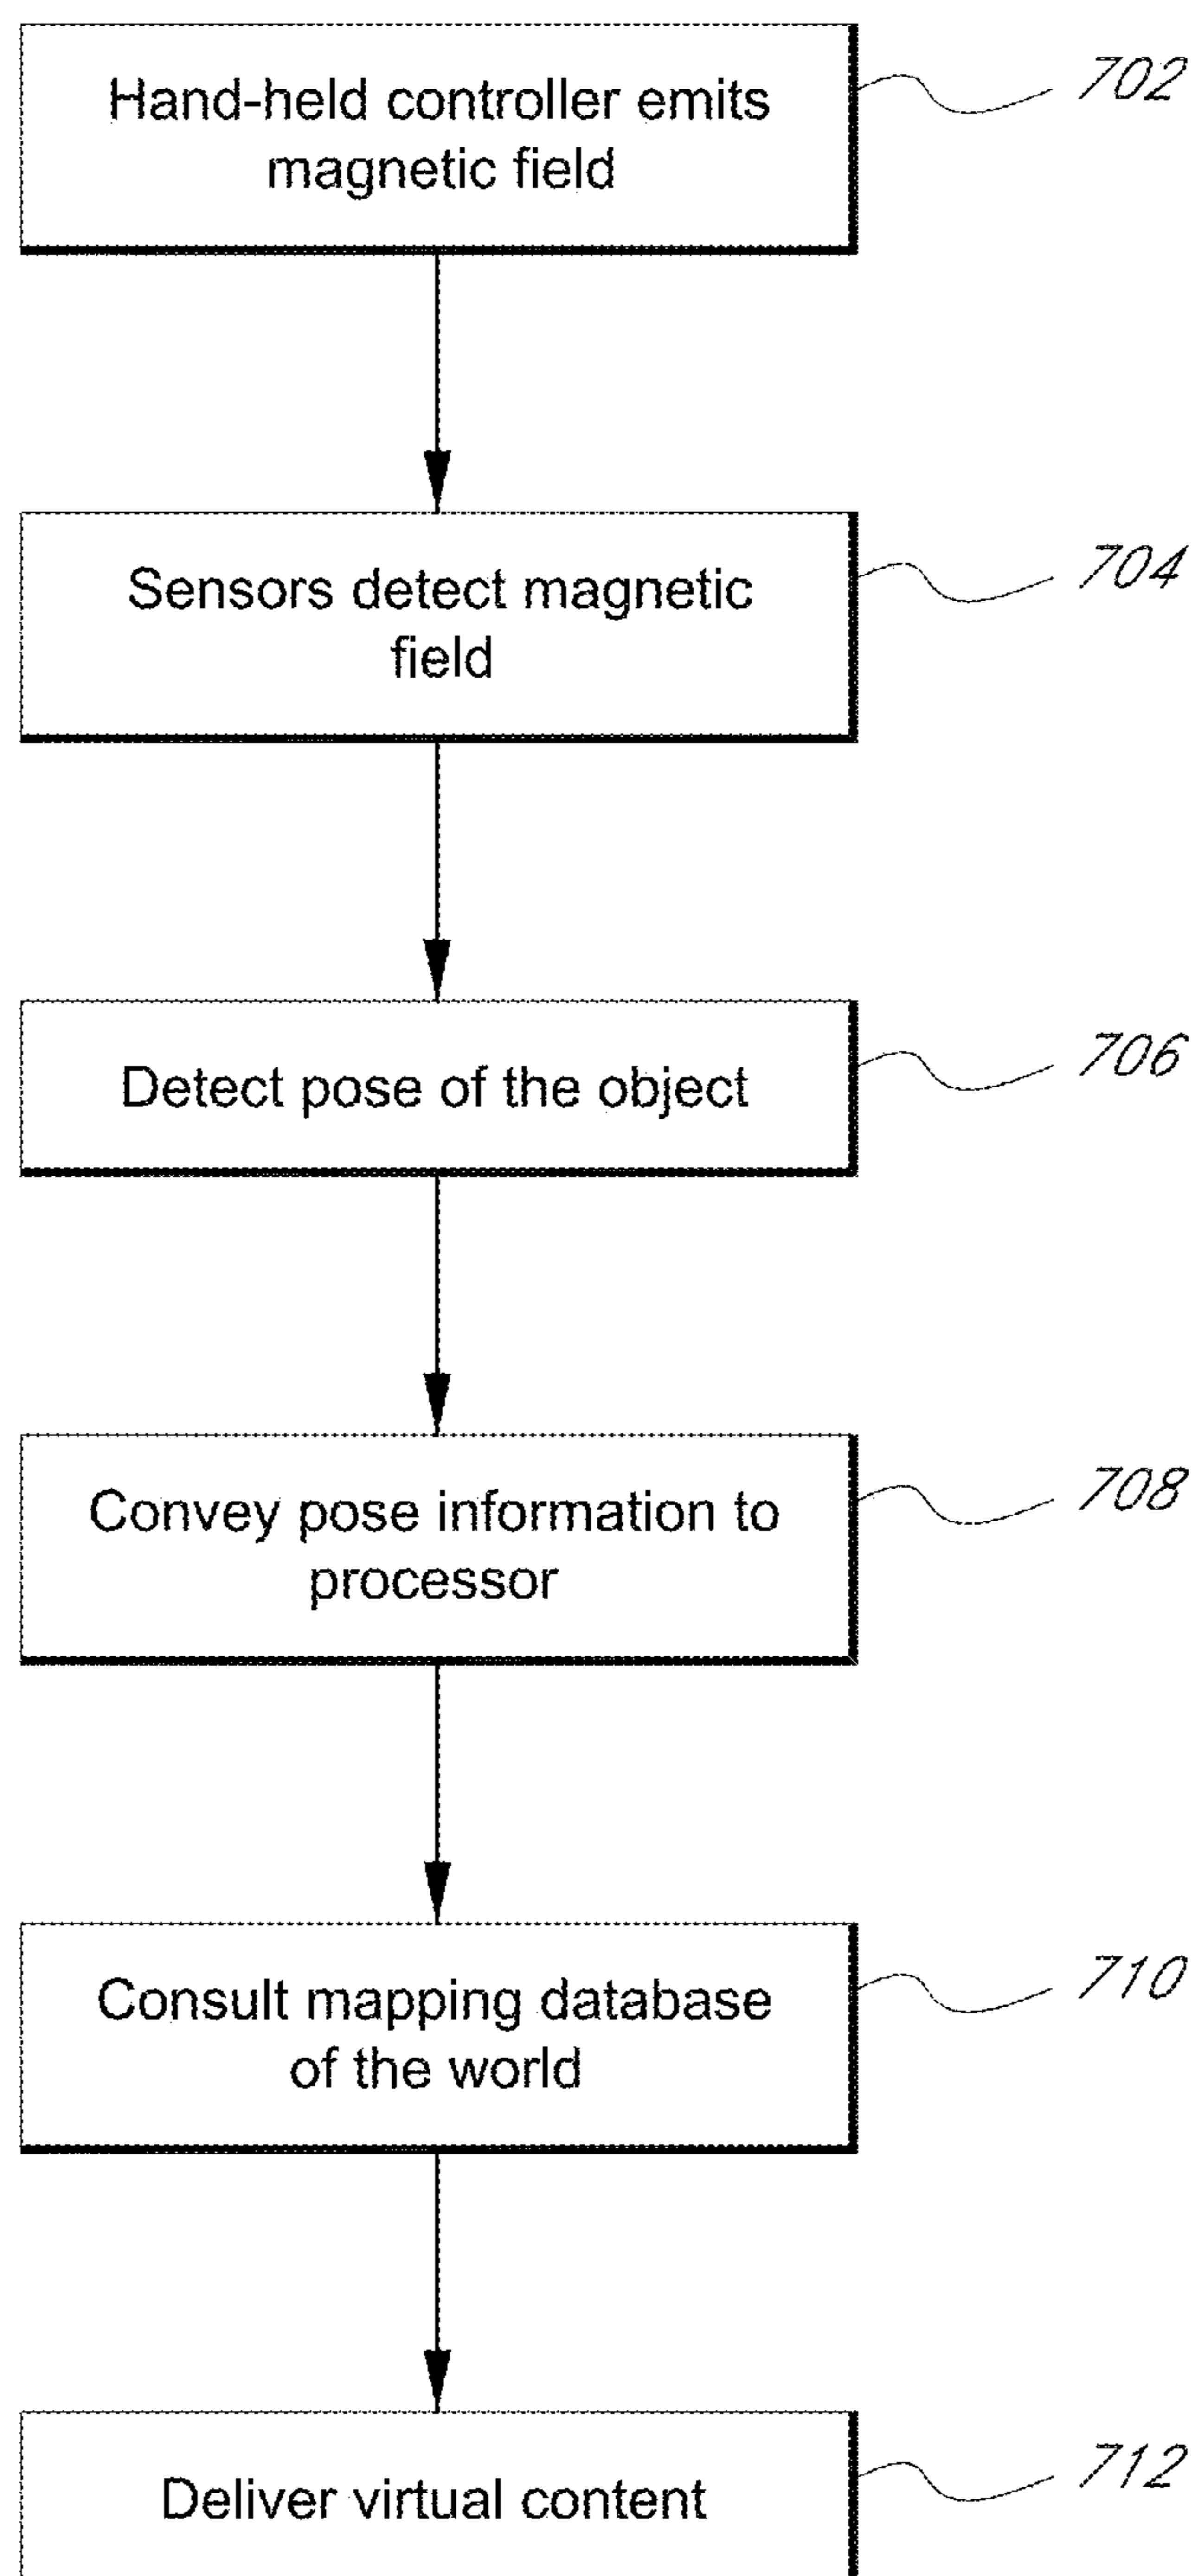 Hand-held controller emits
magnetic field
702
Sensors detect magnetic
field
704
Detect pose of the object
706
Convey pose information to
processor
708
Consult mapping database
of the world
710
Deliver virtual content
712